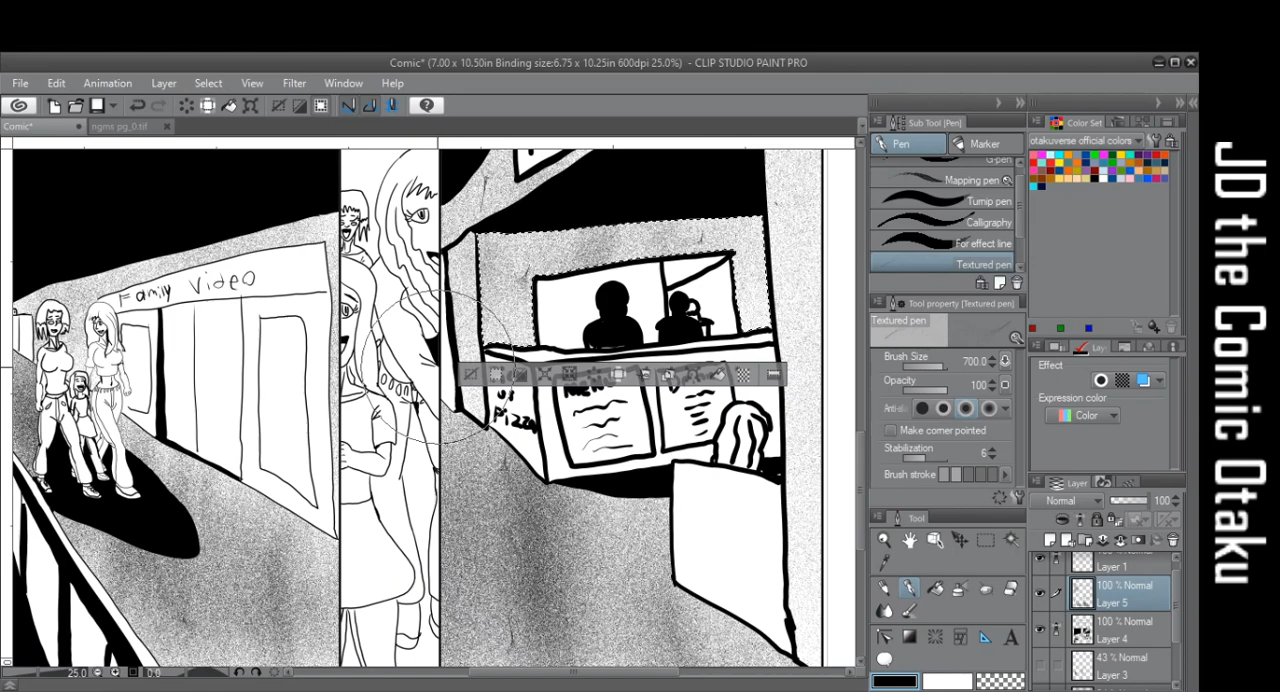 Comic* (7.00 x 10.50in Binding size:6.75 x 10.25in 600dpi 25.0%) - CLIP STUDIO PAINT PRO
File Edit Animation Layer Select View Filter Window Help
Comic* ngms pg_0.tif
Sub Tool [Pen]
Pen Marker
G-pen
Mapping pen
Turnip pen
Calligraphy
For effect line
Textured pen
Tool property [Textured pen]
Textured pen
Brush Size 700.0
Opacity 100
Make corner pointed
Stabilization 6
Brush stroke
Tool
Color Set
otakuverse official colors
Effect
Expression color
Color
Layer
Normal 100
Layer 1
100 % Normal
Layer 5
100 % Normal
Layer 4
43 % Normal
Layer 3
Family Video
Pizza
25.0 0.0
JD the Comic Otaku